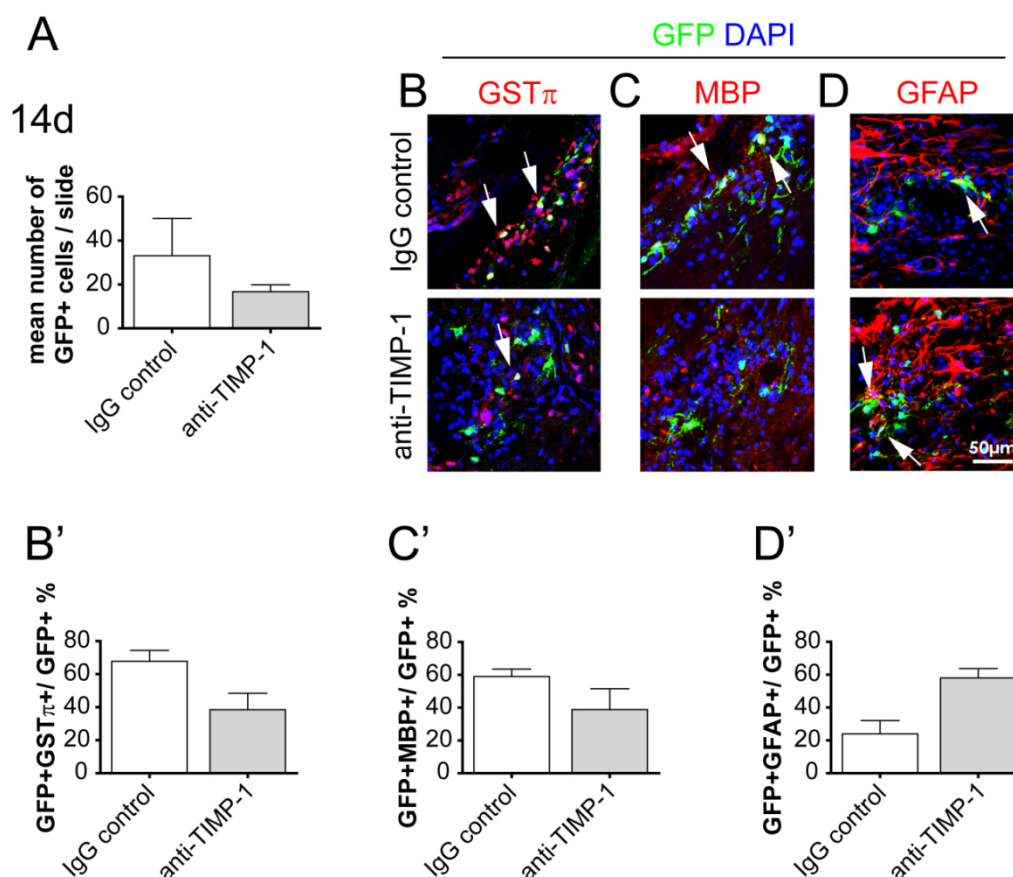 A
14d
mean number of
GFP+ cells / slide
60
40
20
0
IgG control
anti-TIMP-1
GFP DAPI
B
GSTπ
C
MBP
D
GFAP
IgG control
anti-TIMP-1
50µm
B’
GFP+GSTπ+/ GFP+ %
80
60
40
20
0
IgG control
anti-TIMP-1
C’
GFP+MBP+/ GFP+ %
80
60
40
20
0
IgG control
anti-TIMP-1
D’
GFP+GFAP+/ GFP+ %
80
60
40
20
0
IgG control
anti-TIMP-1